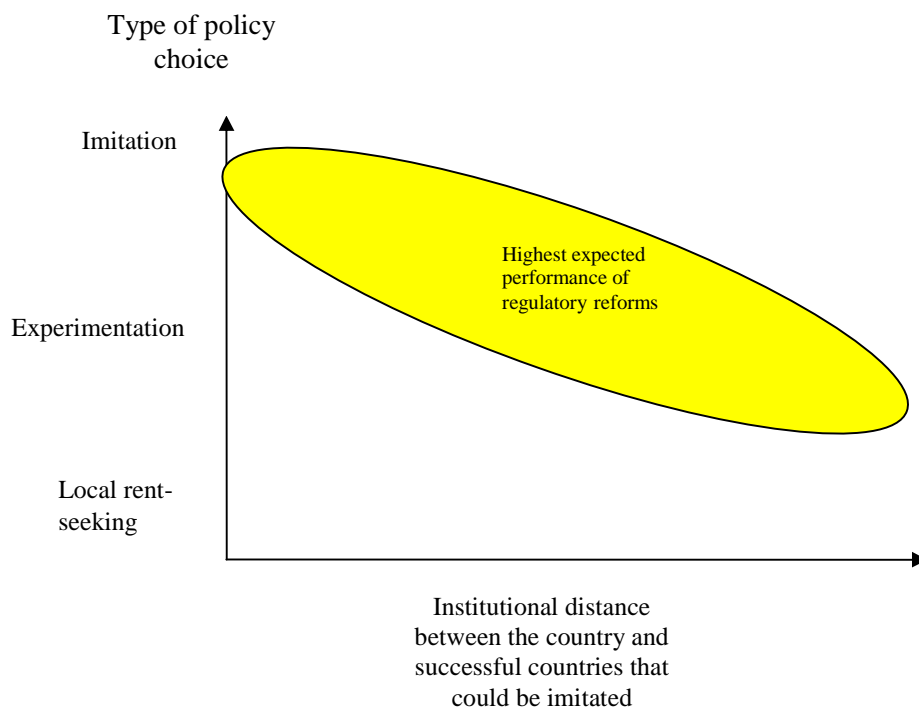 Type of policy
choice
Imitation
Highest expected
performance of
regulatory reforms
Experimentation
Local rent-
seeking
Institutional distance
between the country and
successful countries that
could be imitated